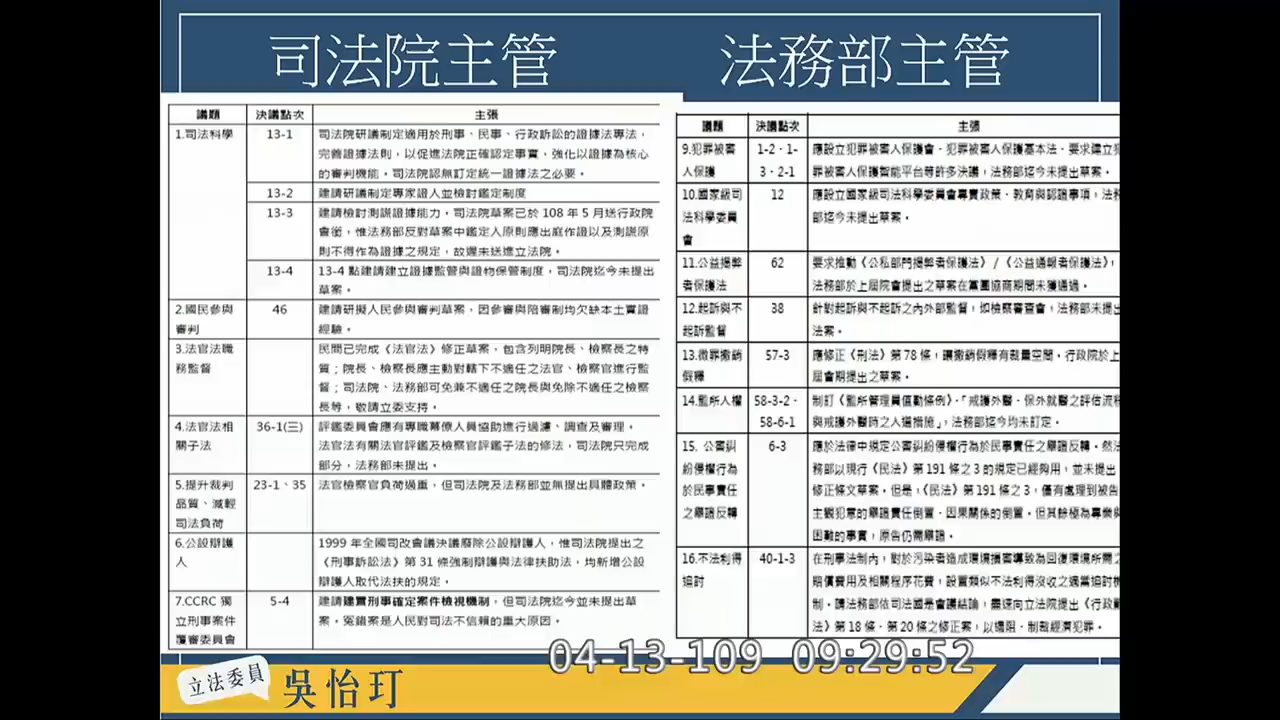 司法院主管
法務部主管
議題 決議點次 主張
1.司法科學 13-1 司法院研議制定適用於刑事、民事、行政訴訟的證據法專法，
完善證據法則，以促進法院正確認定事實，強化以證據為核心
的審判機能，司法院認無訂定統一證據法之必要。
13-2 建請研議制定專家證人並檢討鑑定制度
13-3 建請檢討測謊證據能力，司法院草案已於 108 年 5 月送行政院
會銜，惟法務部反對草案中鑑定人原則應出庭作證以及測謊原
則不得作為證據之規定，故遲未送進立法院。
13-4 13-4 點建請建立證據監管與證物保管制度，司法院迄今未提出
草案。
2.國民參與 46 建請研擬人民參與審判草案，因參審與陪審制均欠缺本土實證
審判 經驗。
3.法官法職 民間已完成《法官法》修正草案，包含列明院長、檢察長之特
務監督 質；院長、檢察長應主動對轄下不適任之法官、檢察官進行監
督；司法院、法務部可免兼不適任之院長與免除不適任之檢察
長等，敬請立委支持。
4.法官法相 36-1(三) 評鑑委員會應有專職幕僚人員協助進行過濾、調查及審理。
關子法 法官法有關法官評鑑及檢察官評鑑子法的修法，司法院只完成
部分，法務部未提出。
5.提升裁判 23-1、35 法官檢察官負荷過重，但司法院及法務部並無提出具體政策。
品質、減輕
司法負荷
6.公設辯護 1999 年全國司改會議決議廢除公設辯護人，惟司法院提出之
人 《刑事訴訟法》第 31 條強制辯護與法律扶助法，均新增公設
辯護人取代法扶的規定。
7.CCRC 獨 5-4 建請建置刑事確定案件檢視機制，但司法院迄今並未提出草
立刑事案件 案。冤錯案是人民對司法不信賴的重大原因。
覆審委員會
議題 決議點次 主張
9.犯罪被害 1-2、1- 應設立犯罪被害人保護會、犯罪被害人保護基本法、要求建立犯
人保護 3、2-1 罪被害人保護智能平台等許多決議，法務部迄今未提出草案。
10.國家級司 12 應設立國家級司法科學委員會專責政策、教育與認證事項，法務
法科學委員 部迄今未提出草案。
會
11.公益揭弊 62 要求推動《公私部門揭弊者保護法》/《公益通報者保護法》，
者保護法 法務部於上屆院會提出之草案在黨團協商期間未獲通過。
12.起訴與不 38 針對起訴與不起訴之內外部監督，如檢察審查會，法務部未提出
起訴監督 法案。
13.微罪撤銷 57-3 應修正《刑法》第 78 條，讓撤銷假釋有裁量空間。行政院於上
假釋 屆會期提出之草案。
14.監所人權 58-3-2、 制訂《監所管理員值勤條例》、「戒護外醫、保外就醫之評估流程
58-6-1 與戒護外醫時之人道措施」，法務部迄今均未訂定。
15. 公害糾 6-3 應於法律中規定公害糾紛侵權行為於民事責任之舉證反轉。然法
紛侵權行為 務部以現行《民法》第 191 條之 3 的規定已經夠用，並未提出
於民事責任 修正條文草案。但是，《民法》第 191 條之 3，僅有處理到被告
之舉證反轉 主觀犯意的舉證責任倒置、因果關係的倒置。但其餘極為專業與
困難的事實，原告仍需舉證。
16.不法利得 40-1-3 在刑事法制內，對於污染者造成環境損害導致為回復環境所需之
追討 賠償費用及相關程序花費，設置類似不法利得沒收之適當追討機
制。請法務部依司法國是會議結論，盡速向立法院提出《行政罰
法》第 18 條、第 20 條之修正案，以遏阻、制裁經濟犯罪。
04-13-109 09:29:52
立法委員 吳怡玎